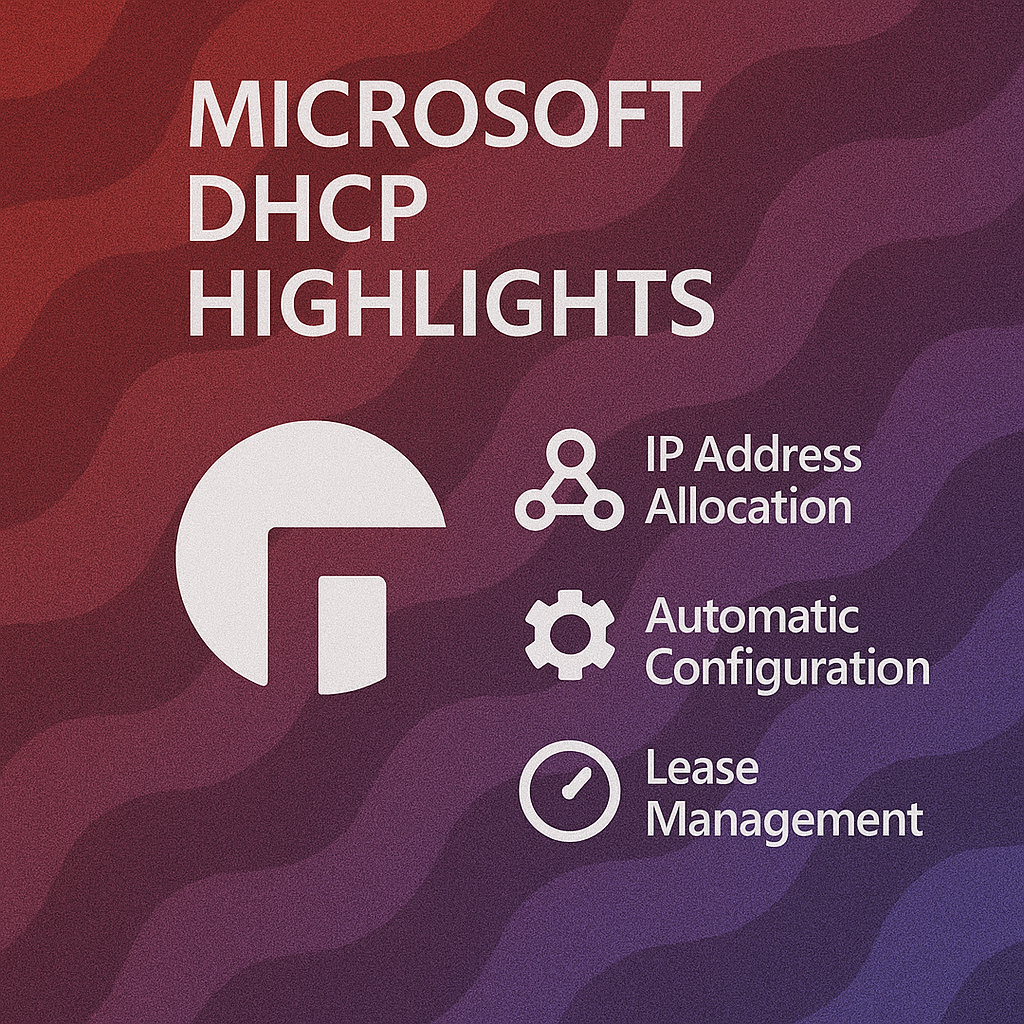 MICROSOFT
DHCP
HIGHLIGHTS
IP Address
Allocation
Automatic
Configuration
Lease
Management